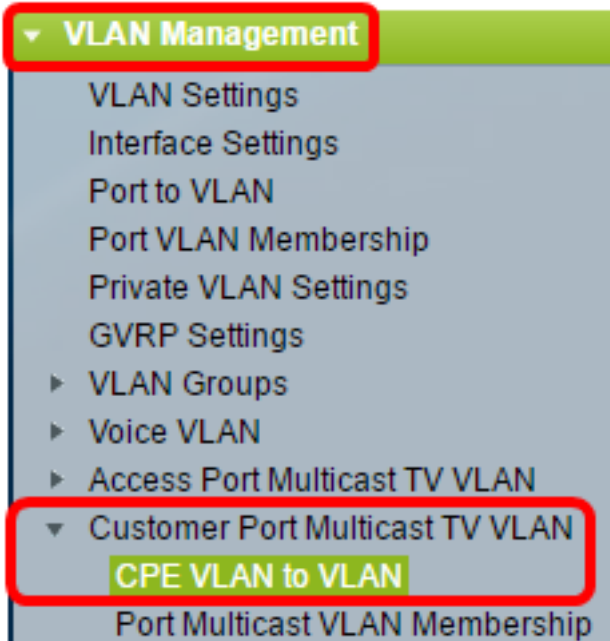 VLAN Management
VLAN Settings
Interface Settings
Port to VLAN
Port VLAN Membership
Private VLAN Settings
GVRP Settings
VLAN Groups
Voice VLAN
Access Port Multicast TV VLAN
Customer Port Multicast TV VLAN
CPE VLAN to VLAN
Port Multicast VLAN Membership